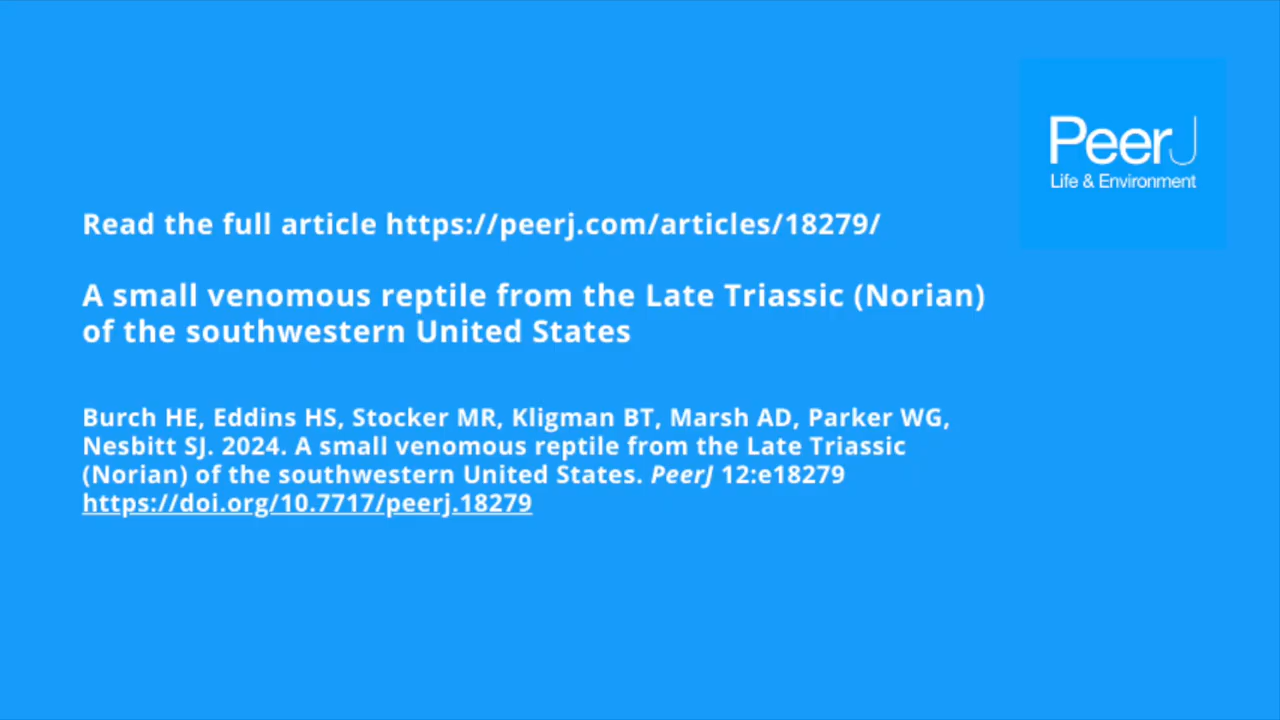 PeerJ
Life & Environment
Read the full article https://peerj.com/articles/18279/
A small venomous reptile from the Late Triassic (Norian)
of the southwestern United States
Burch HE, Eddins HS, Stocker MR, Kligman BT, Marsh AD, Parker WG,
Nesbitt SJ. 2024. A small venomous reptile from the Late Triassic
(Norian) of the southwestern United States. PeerJ 12:e18279
https://doi.org/10.7717/peerj.18279